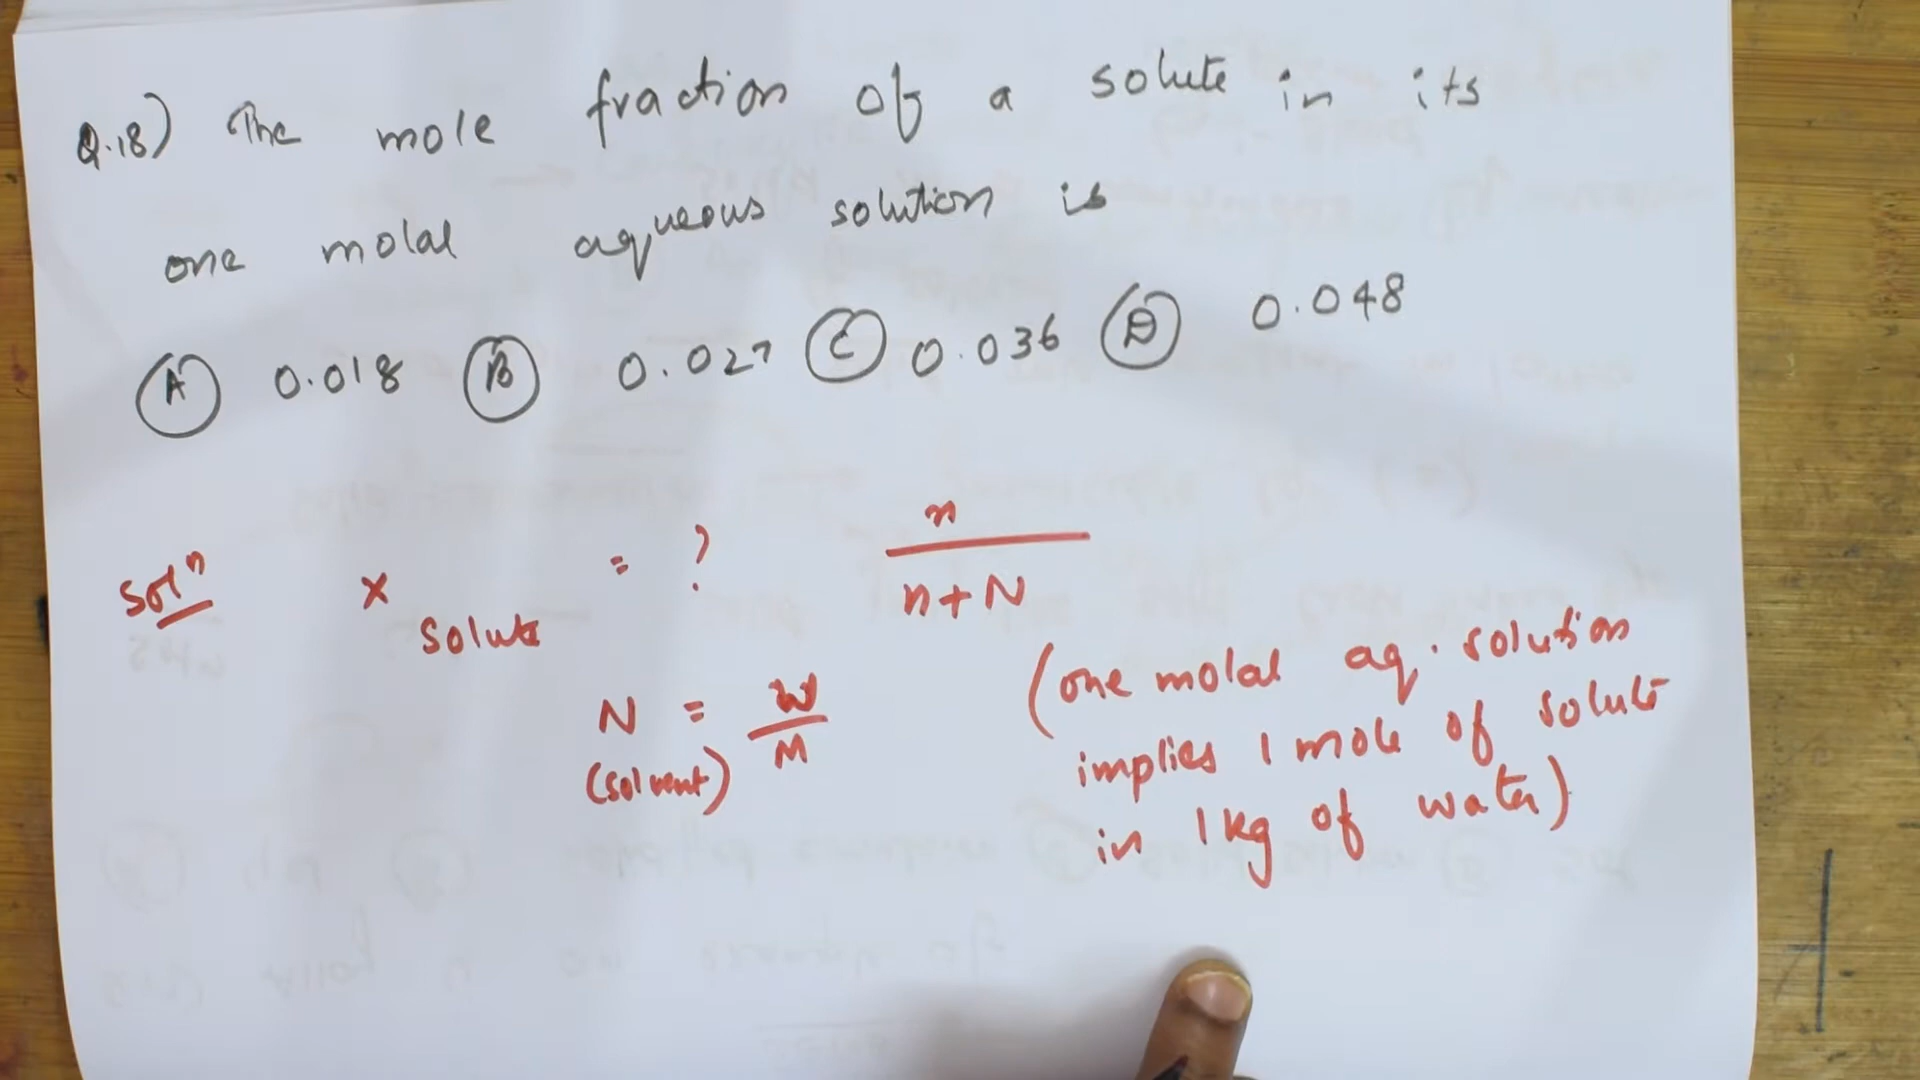 Q.18) The mole fraction of a solute in its
one molal aqueous solution is
(A) 0.018 (B) 0.027 (C) 0.036 (D) 0.048
Solⁿ x solute = ? n
n+N
N = W
(solvent) M
(one molal aq. solution
implies 1 mole of solute
in 1kg of water)